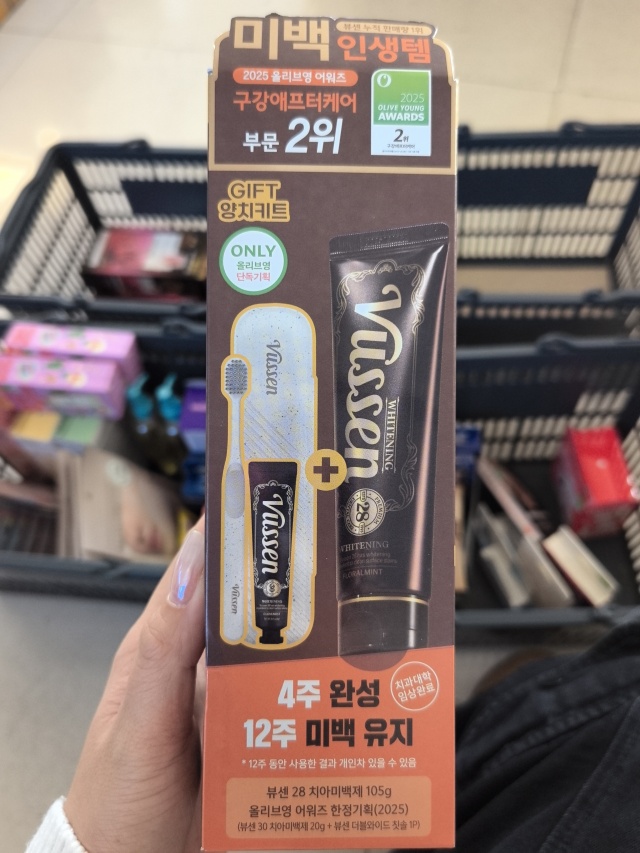 뷰센 누적 판매량 1위
미백 인생템
2025 올리브영 어워즈
구강애프터케어
부문 2위
2025
OLIVE YOUNG
AWARDS
2위
GIFT
양치키트
ONLY
올리브영
단독기획
Vussen
Vussen
Vussen
Vussen
WHITENING
28
WHITENING
FLORALMINT
+
4주 완성
치과대학
임상완료
12주 미백 유지
* 12주 동안 사용한 결과 개인차 있을 수 있음
뷰센 28 치아미백제 105g
올리브영 어워즈 한정기획(2025)
(뷰센 30 치아미백제 20g + 뷰센 더블와이드 칫솔 1P)